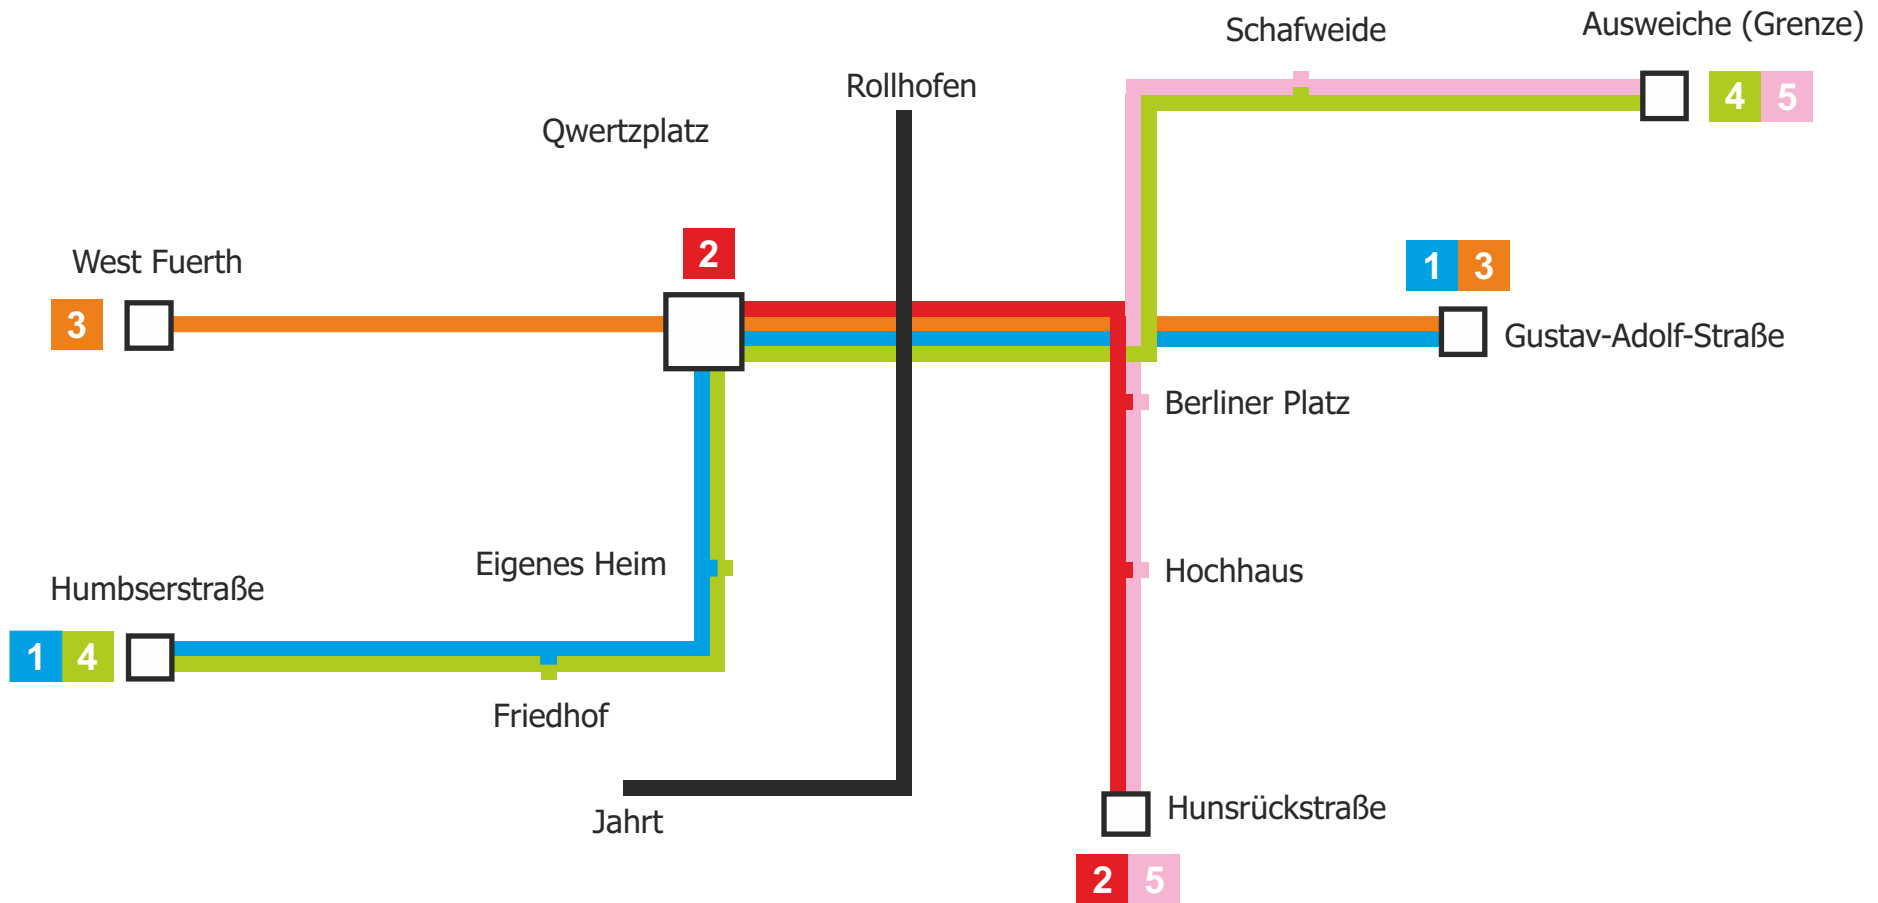 Schafweide
Ausweiche (Grenze)
Rollhofen
4 5
Qwertzplatz
2
West Fuerth
1 3
3
Gustav-Adolf-Straße
Berliner Platz
Eigenes Heim
Hochhaus
Humbserstraße
1 4
Friedhof
Hunsrückstraße
Jahrt
2 5